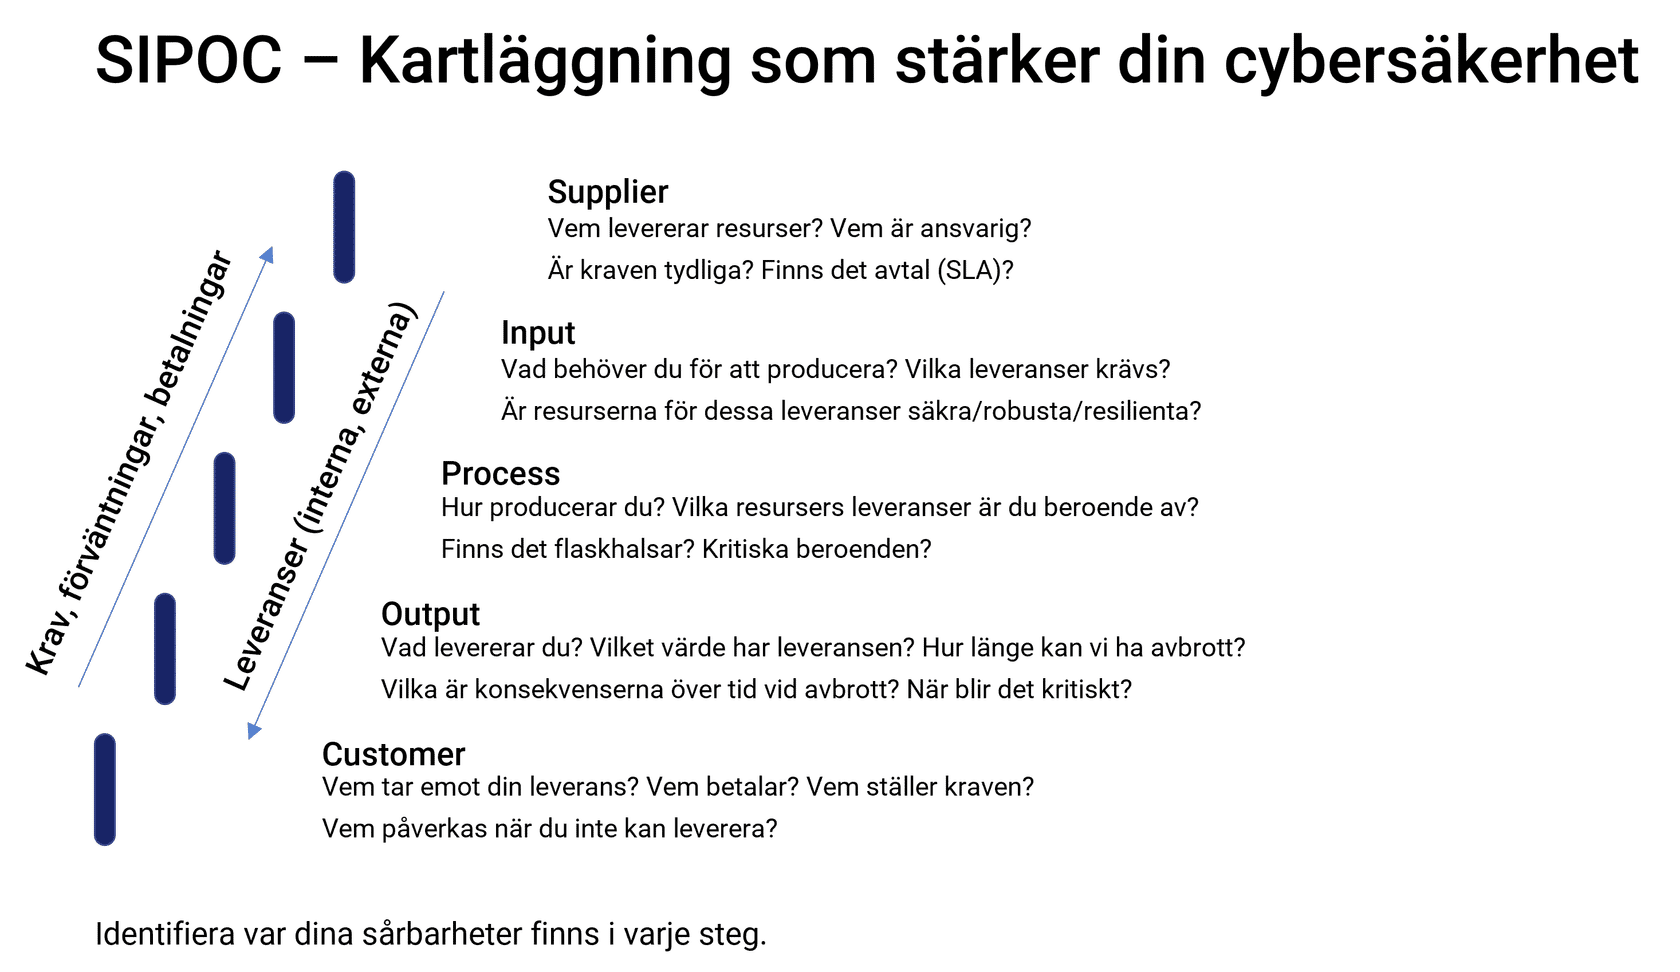 SIPOC – Kartläggning som stärker din cybersäkerhet
Krav, förväntningar, betalningar
Leveranser (interna, externa)
Supplier
Vem levererar resurser? Vem är ansvarig?
Är kraven tydliga? Finns det avtal (SLA)?
Input
Vad behöver du för att producera? Vilka leveranser krävs?
Är resurserna för dessa leveranser säkra/robusta/resilienta?
Process
Hur producerar du? Vilka resursers leveranser är du beroende av?
Finns det flaskhalsar? Kritiska beroenden?
Output
Vad levererar du? Vilket värde har leveransen? Hur länge kan vi ha avbrott?
Vilka är konsekvenserna över tid vid avbrott? När blir det kritiskt?
Customer
Vem tar emot din leverans? Vem betalar? Vem ställer kraven?
Vem påverkas när du inte kan leverera?
Identifiera var dina sårbarheter finns i varje steg.